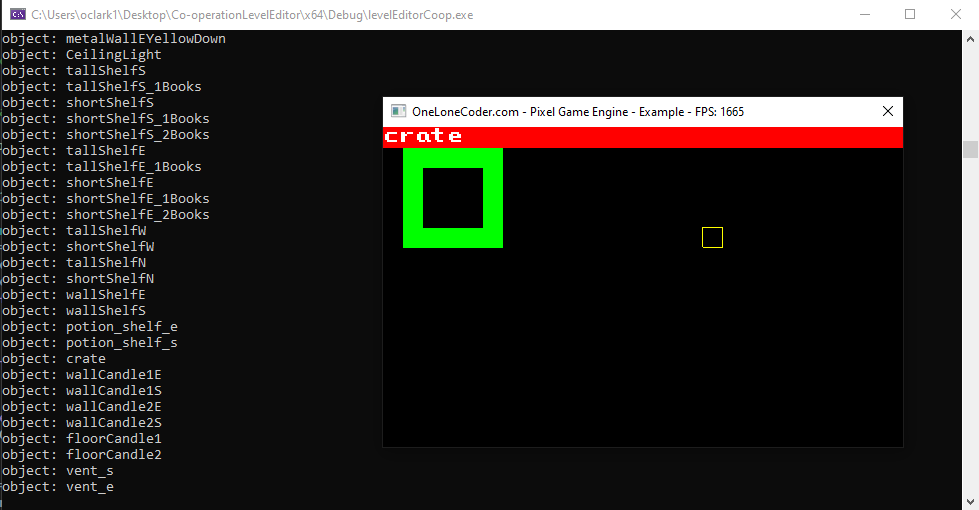 C:\Users\oclark1\Desktop\Co-operationLevelEditor\x64\Debug\levelEditorCoop.exe
object: metalWallEYellowDown
object: CeilingLight
object: tallShelfS
object: tallShelfS_1Books
object: shortShelfS
object: shortShelfS_1Books
object: shortShelfS_2Books
object: tallShelfE
object: tallShelfE_1Books
object: shortShelfE
object: shortShelfE_1Books
object: shortShelfE_2Books
object: tallShelfW
object: shortShelfW
object: tallShelfN
object: shortShelfN
object: wallShelfE
object: wallShelfS
object: potion_shelf_e
object: potion_shelf_s
object: crate
object: wallCandle1E
object: wallCandle1S
object: wallCandle2E
object: wallCandle2S
object: floorCandle1
object: floorCandle2
object: vent_s
object: vent_e
OneLoneCoder.com - Pixel Game Engine - Example - FPS: 1665
crate